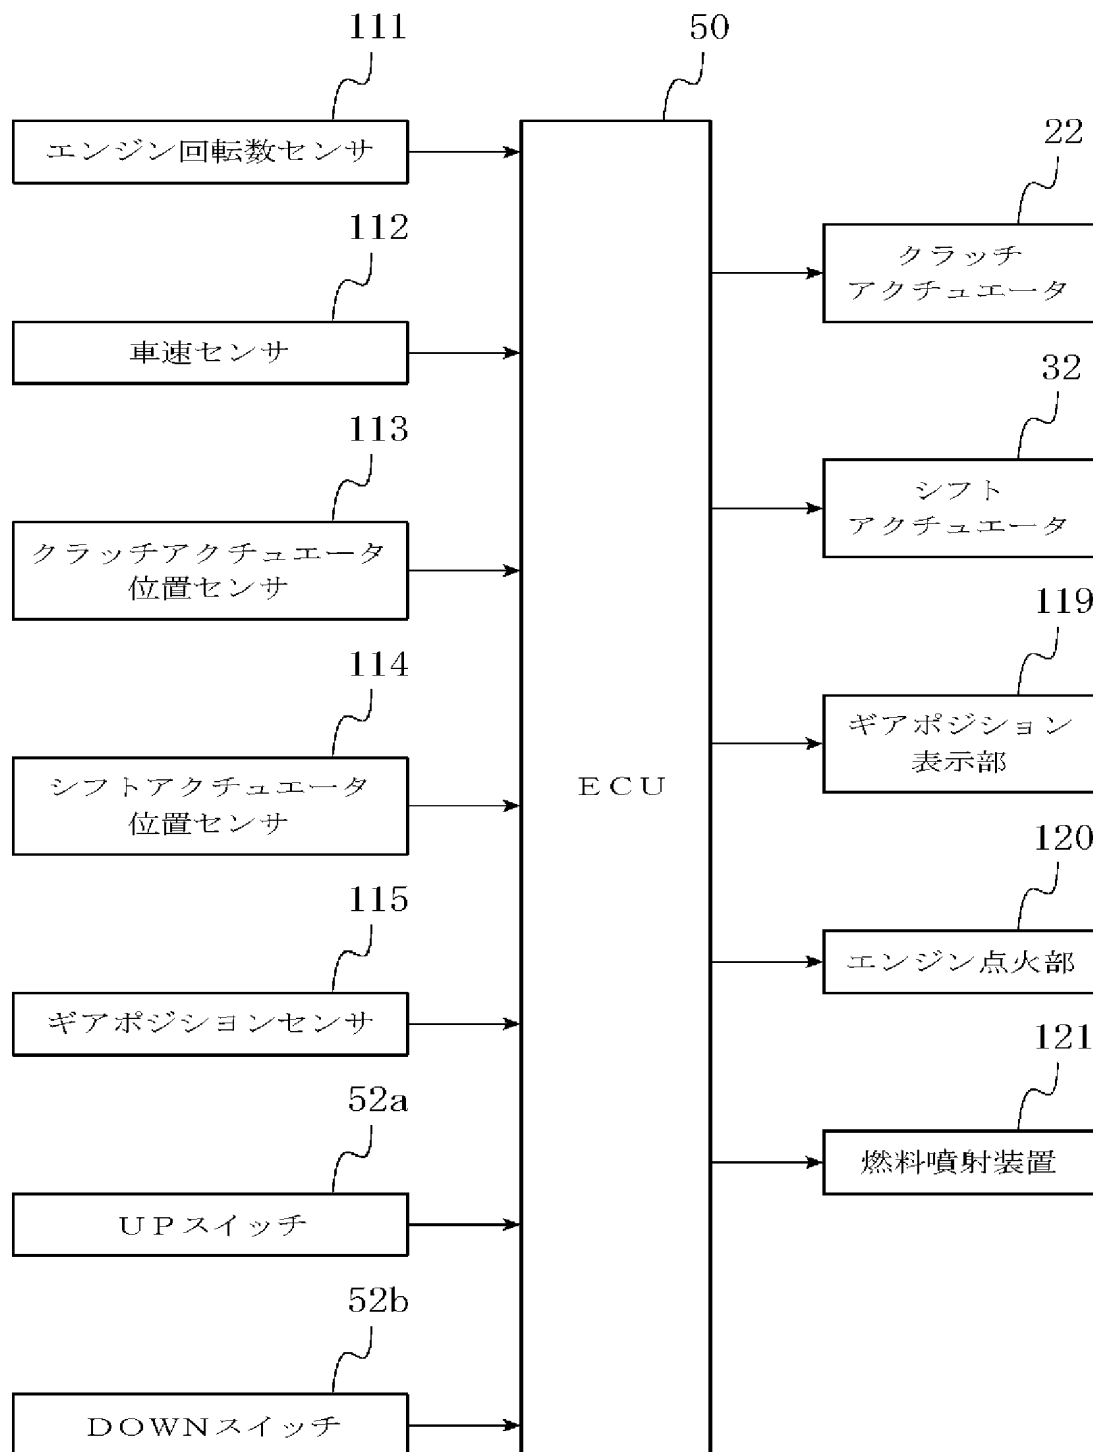 111
エンジン回転数センサ
112
車速センサ
113
クラッチアクチュエータ
位置センサ
114
シフトアクチュエータ
位置センサ
115
ギアポジションセンサ
52a
UPスイッチ
52b
DOWNスイッチ
50
ECU
22
クラッチ
アクチュエータ
32
シフト
アクチュエータ
119
ギアポジション
表示部
120
エンジン点火部
121
燃料噴射装置